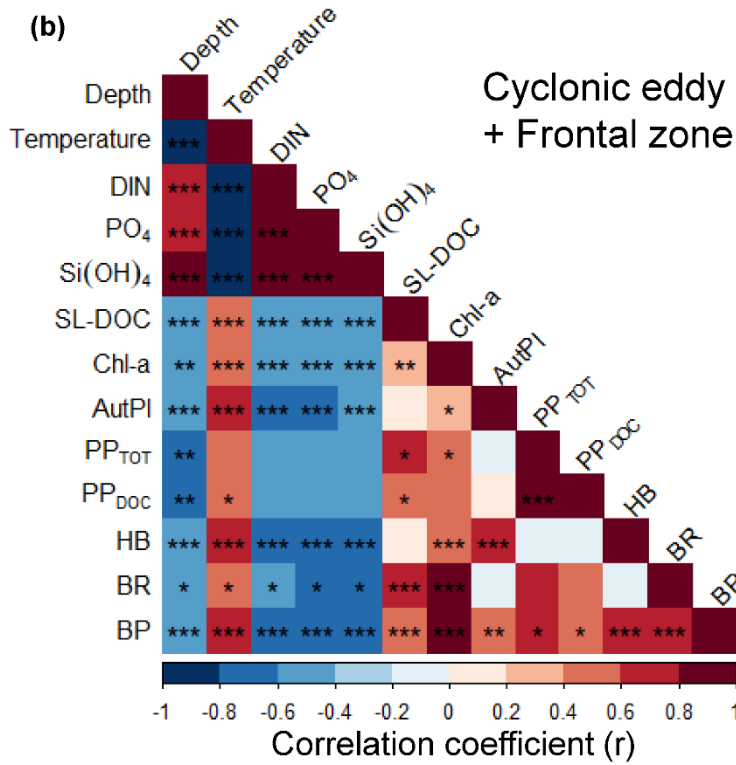 (b)
Cyclonic eddy
+ Frontal zone
Depth
Temperature
DIN
PO4
Si(OH)4
SL-DOC
Chl-a
AutPl
PP TOT
PP DOC
HB
BR
BP
Depth
Temperature ***
DIN *** ***
PO4 *** *** ***
Si(OH)4 *** *** *** ***
SL-DOC *** *** *** *** ***
Chl-a ** *** *** *** *** **
AutPl *** *** *** *** *** *
PPTOT ** * *
PPDOC ** * * ***
HB *** *** *** *** *** *** ***
BR * * * * * *** ***
BP *** *** *** *** *** *** *** ** * * *** ***
-1 -0.8 -0.6 -0.4 -0.2 0 0.2 0.4 0.6 0.8 1
Correlation coefficient (r)